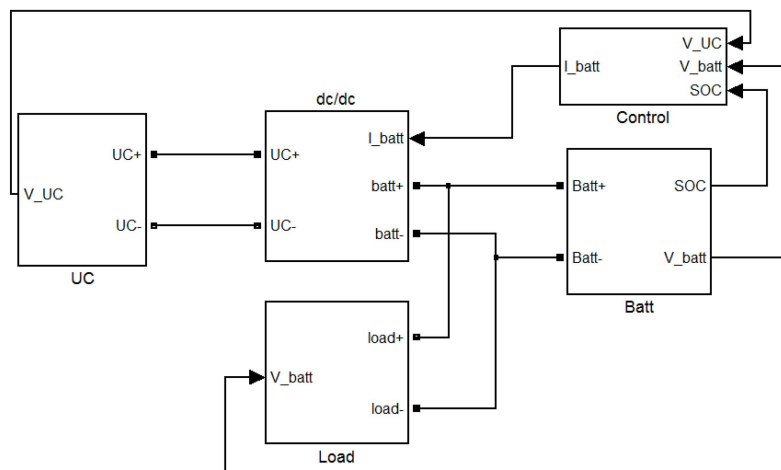 V_UC
I_batt
V_batt
SOC
Control
dc/dc
I_batt
UC+
UC+
batt+
Batt+
SOC
V_UC
UC-
UC-
batt-
Batt-
V_batt
UC
Batt
load+
V_batt
load-
Load